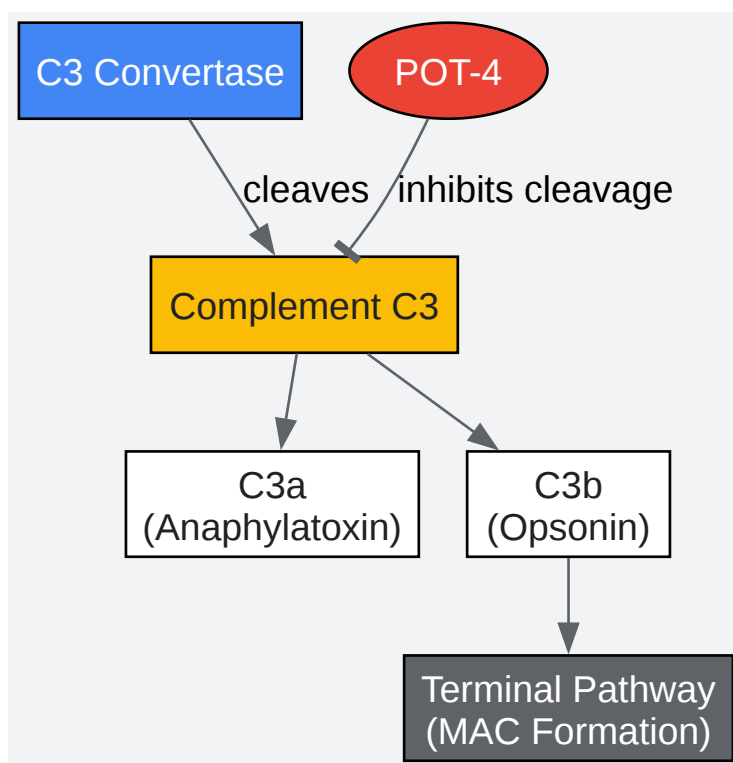 C3 Convertase
POT-4
cleaves
inhibits cleavage
Complement C3
C3a
(Anaphylatoxin)
C3b
(Opsonin)
Terminal Pathway
(MAC Formation)